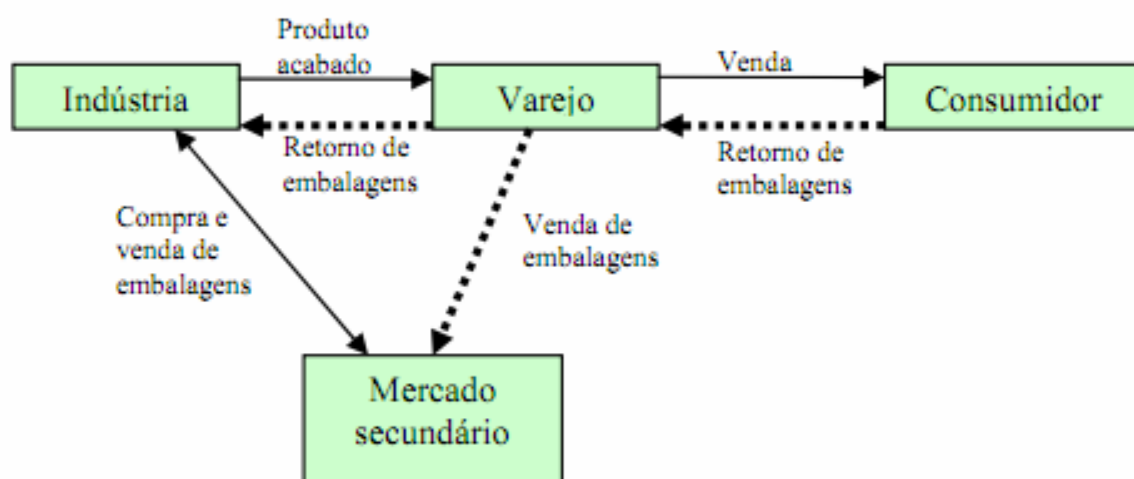 Produto
acabado
Venda
Indústria
Varejo
Consumidor
Retorno de
embalagens
Retorno de
embalagens
Compra e
venda de
embalagens
Venda de
embalagens
Mercado
secundário